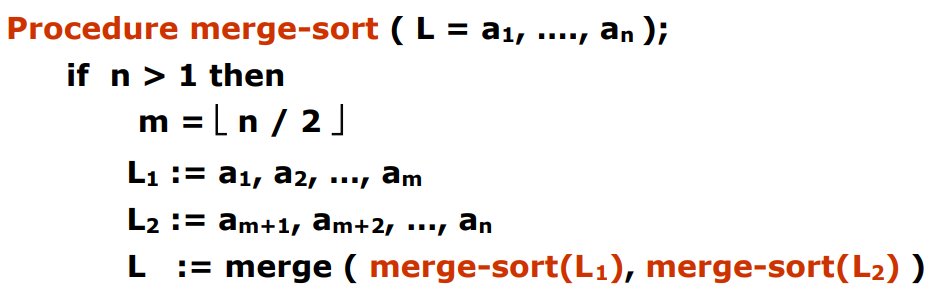 Procedure merge-sort ( L = a₁, ...., aₙ );
if n > 1 then
m = ⌊ n / 2 ⌋
L₁ := a₁, a₂, ..., aₘ
L₂ := aₘ₊₁, aₘ₊₂, ..., aₙ
L := merge ( merge-sort(L₁), merge-sort(L₂) )